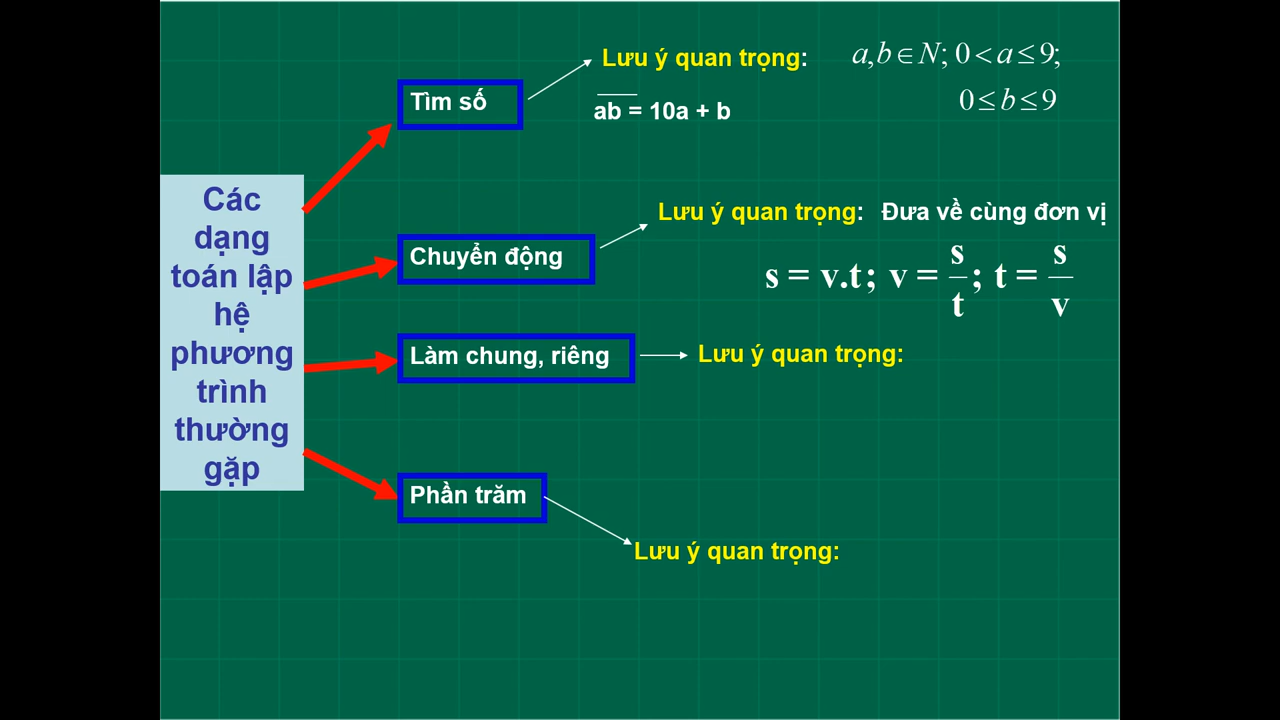 Các
dạng
toán lập
hệ
phương
trình
thường
gặp
Tìm số
Lưu ý quan trọng:
a,b ∈ N; 0 < a ≤ 9;
0 ≤ b ≤ 9
a͞b = 10a + b
Chuyển động
Lưu ý quan trọng: Đưa về cùng đơn vị
s = v.t; v = s/t; t = s/v
Làm chung, riêng
Lưu ý quan trọng:
Phần trăm
Lưu ý quan trọng: